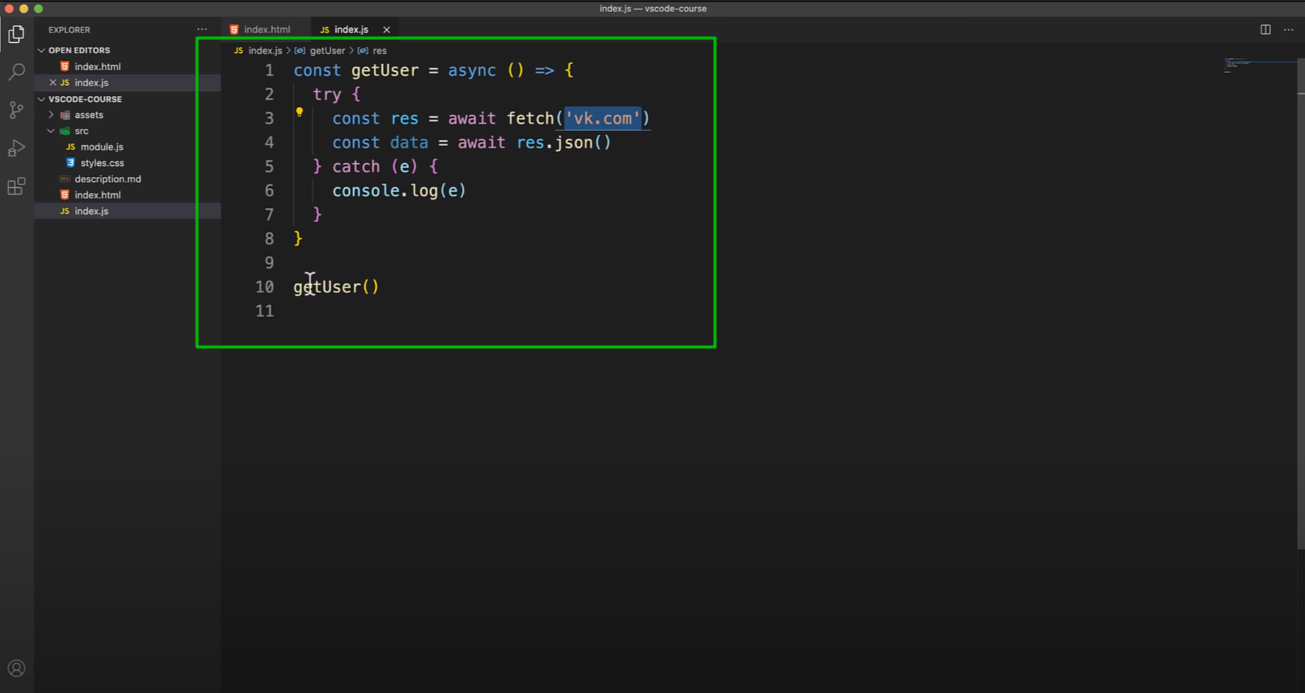 index.js — vscode-course
EXPLORER
OPEN EDITORS
index.html
JS index.js
VSCODE-COURSE
assets
src
JS module.js
styles.css
description.md
index.html
JS index.js
index.html
JS index.js
JS index.js > getUser > res
1 const getUser = async () => {
2 try {
3 const res = await fetch('vk.com')
4 const data = await res.json()
5 } catch (e) {
6 console.log(e)
7 }
8 }
9
10 getUser()
11